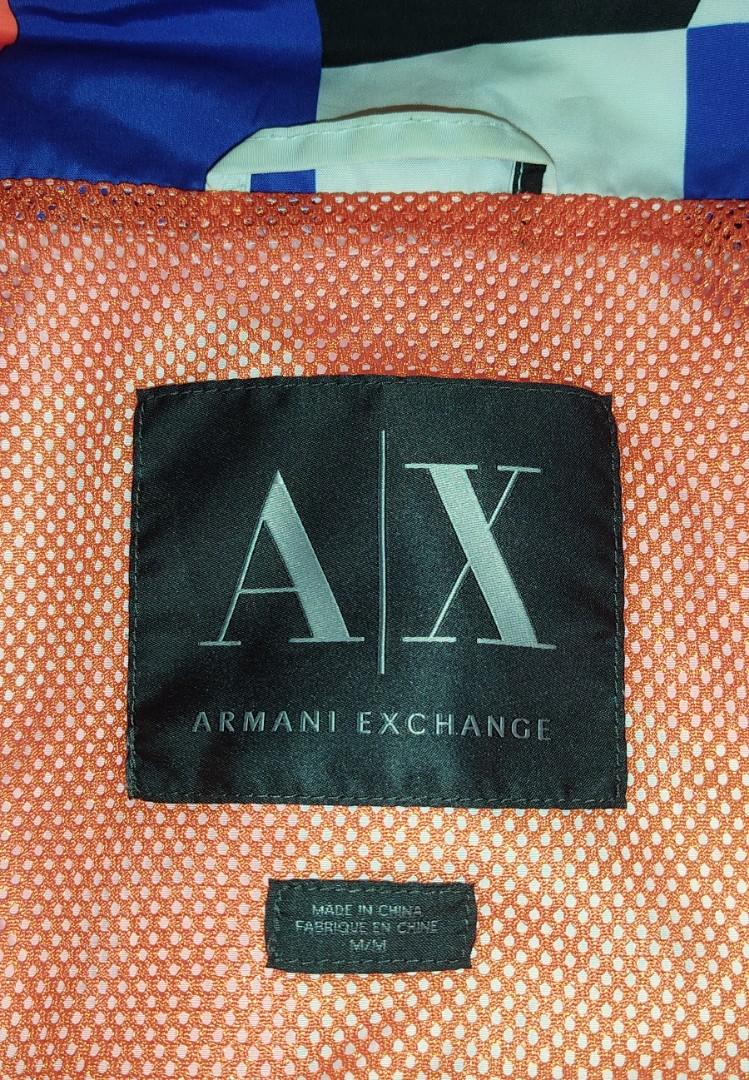 A|X
ARMANI EXCHANGE
MADE IN CHINA
FABRIQUE EN CHINE
M/M